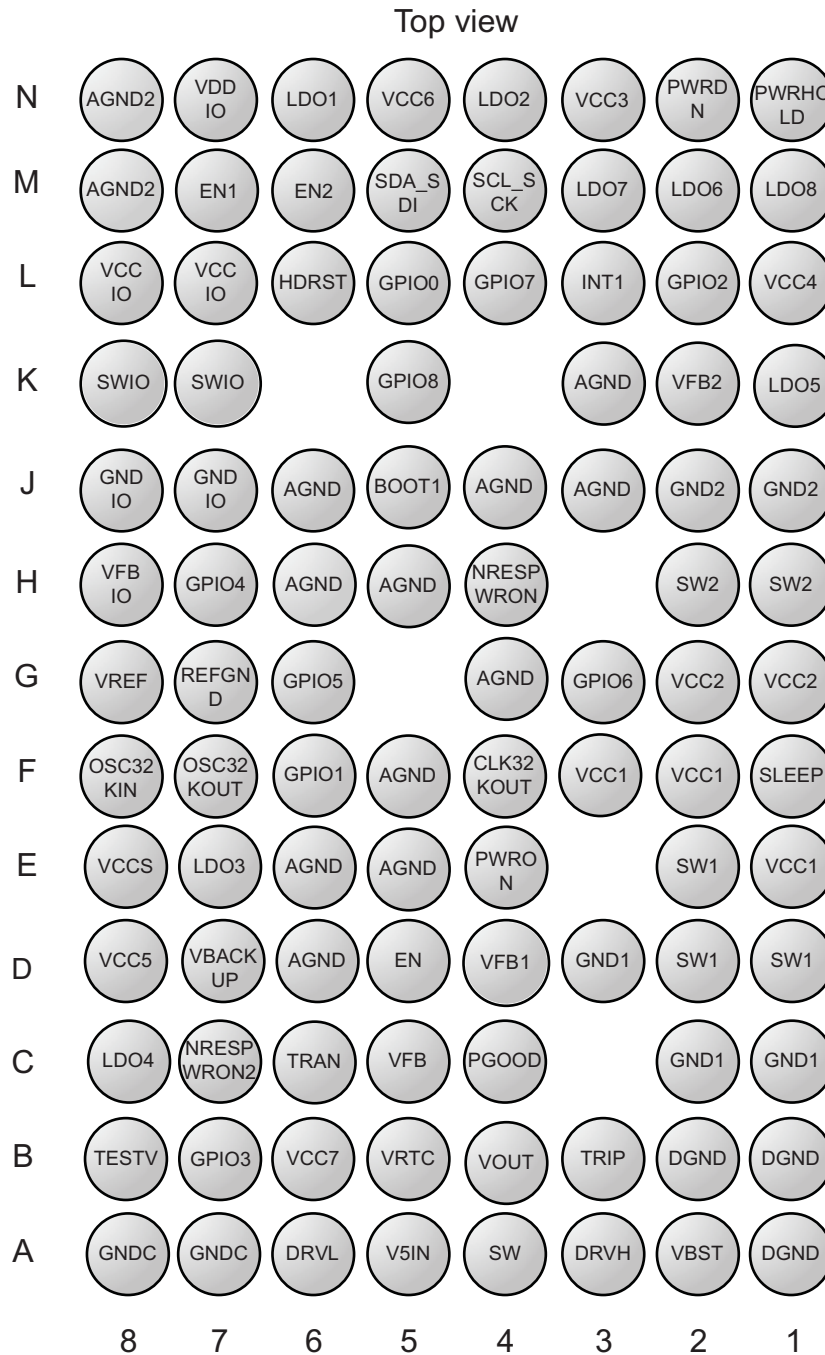 Top view
N AGND2 VDD IO LDO1 VCC6 LDO2 VCC3 PWRD N PWRHO LD
M AGND2 EN1 EN2 SDA_S DI SCL_S CK LDO7 LDO6 LDO8
L VCC IO VCC IO HDRST GPIO0 GPIO7 INT1 GPIO2 VCC4
K SWIO SWIO GPIO8 AGND VFB2 LDO5
J GND IO GND IO AGND BOOT1 AGND AGND GND2 GND2
H VFB IO GPIO4 AGND AGND NRESP WRON SW2 SW2
G VREF REFGN D GPIO5 AGND GPIO6 VCC2 VCC2
F OSC32 KIN OSC32 KOUT GPIO1 AGND CLK32 KOUT VCC1 VCC1 SLEEP
E VCCS LDO3 AGND AGND PWRO N SW1 VCC1
D VCC5 VBACK UP AGND EN VFB1 GND1 SW1 SW1
C LDO4 NRESP WRON2 TRAN VFB PGOOD GND1 GND1
B TESTV GPIO3 VCC7 VRTC VOUT TRIP DGND DGND
A GNDC GNDC DRVL V5IN SW DRVH VBST DGND
8 7 6 5 4 3 2 1